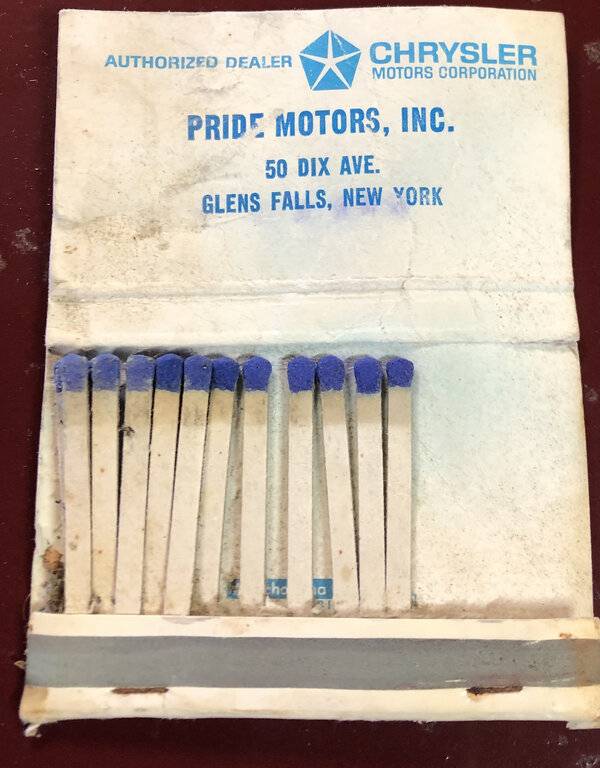 AUTHORIZED DEALER CHRYSLER
MOTORS CORPORATION
PRIDE MOTORS, INC.
50 DIX AVE.
GLENS FALLS, NEW YORK